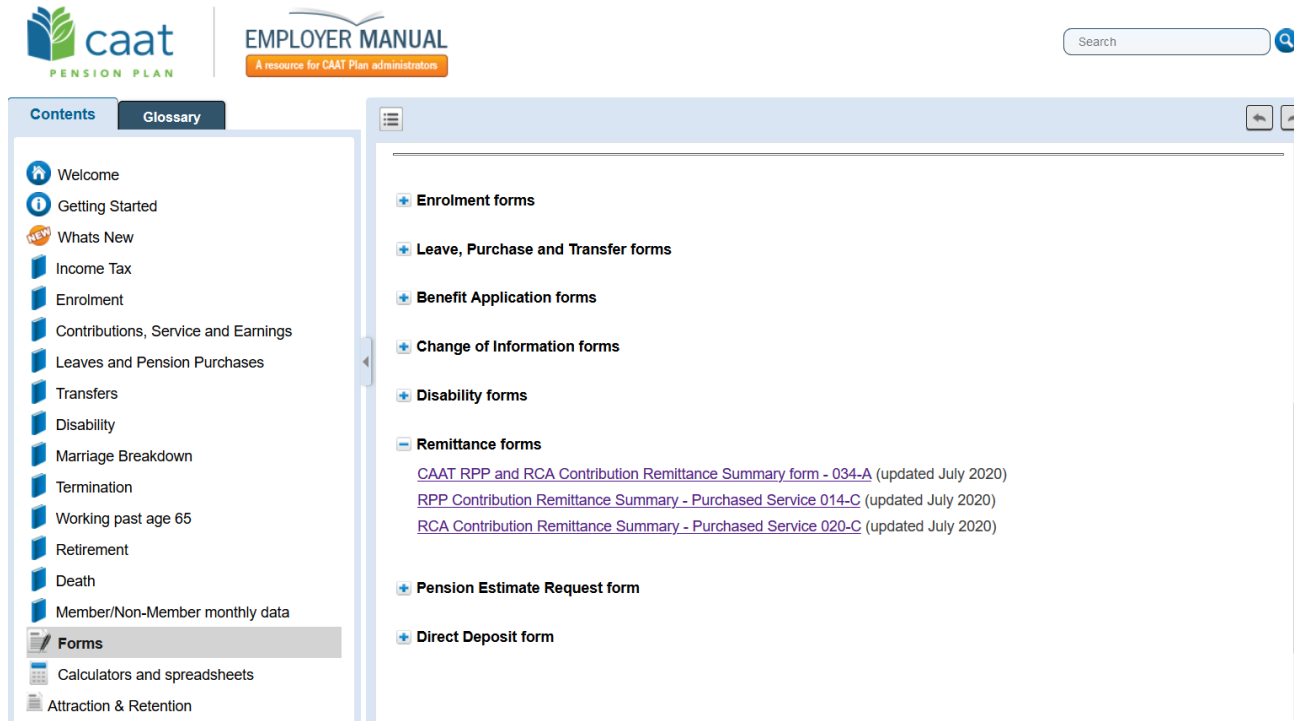 caat
PENSION PLAN
EMPLOYER MANUAL
A resource for CAAT Plan administrators
Search
Contents
Glossary
Welcome
Getting Started
NEW
Whats New
Income Tax
Enrolment
Contributions, Service and Earnings
Leaves and Pension Purchases
Transfers
Disability
Marriage Breakdown
Termination
Working past age 65
Retirement
Death
Member/Non-Member monthly data
Forms
Calculators and spreadsheets
Attraction & Retention
Enrolment forms
Leave, Purchase and Transfer forms
Benefit Application forms
Change of Information forms
Disability forms
Remittance forms
CAAT RPP and RCA Contribution Remittance Summary form - 034-A (updated July 2020)
RPP Contribution Remittance Summary - Purchased Service 014-C (updated July 2020)
RCA Contribution Remittance Summary - Purchased Service 020-C (updated July 2020)
Pension Estimate Request form
Direct Deposit form